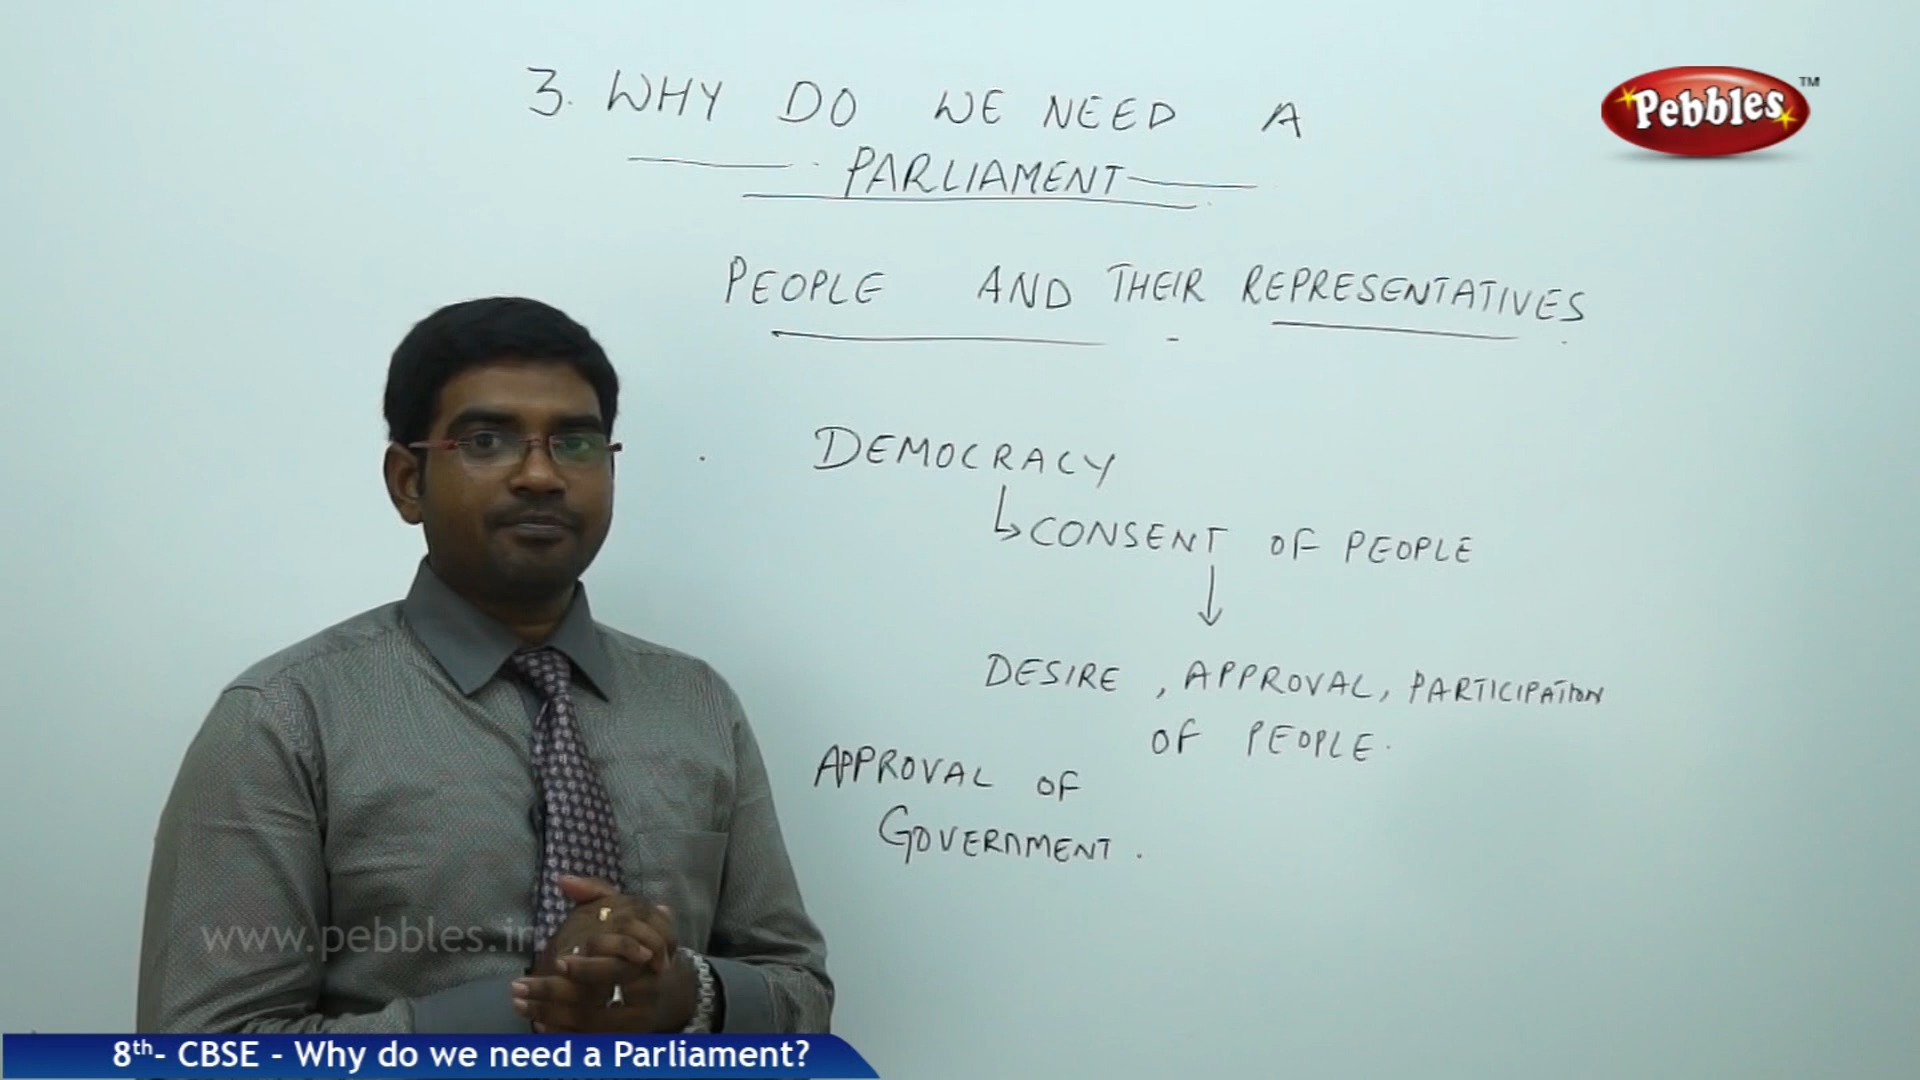 3. WHY DO WE NEED A
PARLIAMENT
Pebbles TM
PEOPLE AND THEIR REPRESENTATIVES
DEMOCRACY
CONSENT OF PEOPLE
DESIRE, APPROVAL, PARTICIPATION
OF PEOPLE.
APPROVAL OF
GOVERNMENT.
www.pebbles.in
8th- CBSE - Why do we need a Parliament?